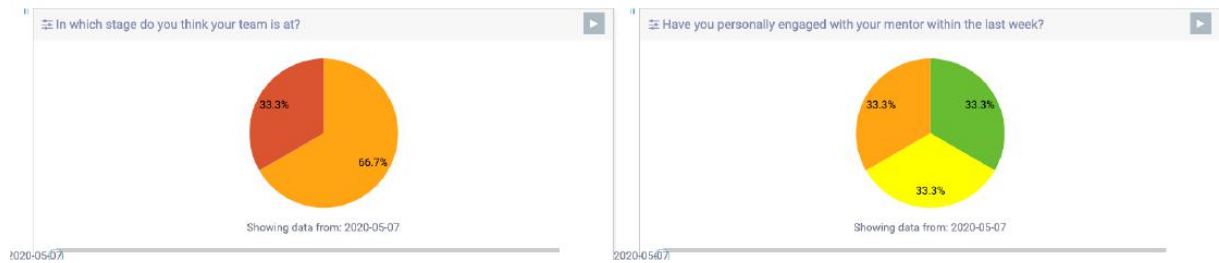 In which stage do you think your team is at?
33.3%
66.7%
Showing data from: 2020-05-07
2020-05-07
Have you personally engaged with your mentor within the last week?
33.3%
33.3%
33.3%
Showing data from: 2020-05-07
2020-05-07